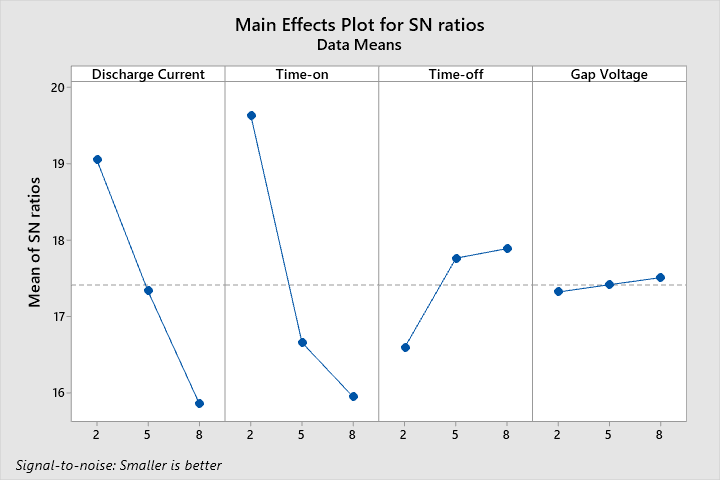 Main Effects Plot for SN ratios
Data Means
Discharge Current Time-on Time-off Gap Voltage
Mean of SN ratios
20
19
18
17
16
2 5 8 2 5 8 2 5 8 2 5 8
Signal-to-noise: Smaller is better